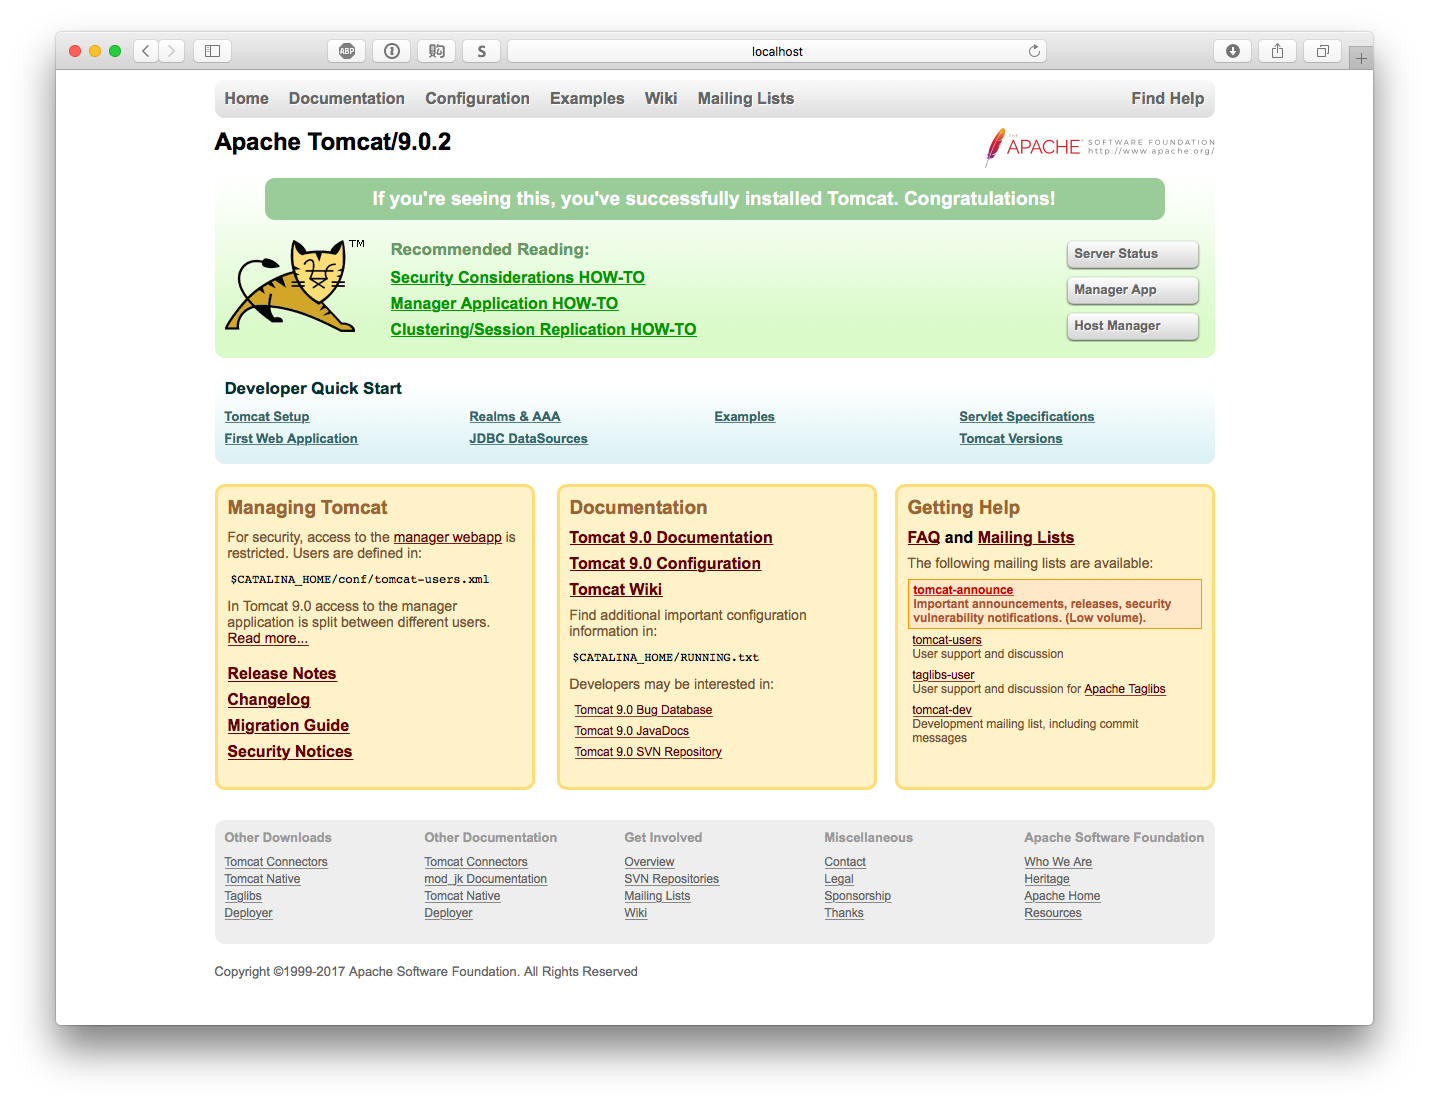 localhost
ABP
S
Home Documentation Configuration Examples Wiki Mailing Lists Find Help
Apache Tomcat/9.0.2
THE
APACHE SOFTWARE FOUNDATION
http://www.apache.org/
If you're seeing this, you've successfully installed Tomcat. Congratulations!
TM
Recommended Reading:
Security Considerations HOW-TO
Manager Application HOW-TO
Clustering/Session Replication HOW-TO
Server Status
Manager App
Host Manager
Developer Quick Start
Tomcat Setup
First Web Application
Realms & AAA
JDBC DataSources
Examples
Servlet Specifications
Tomcat Versions
Managing Tomcat
For security, access to the manager webapp is
restricted. Users are defined in:
$CATALINA_HOME/conf/tomcat-users.xml
In Tomcat 9.0 access to the manager
application is split between different users.
Read more...
Release Notes
Changelog
Migration Guide
Security Notices
Documentation
Tomcat 9.0 Documentation
Tomcat 9.0 Configuration
Tomcat Wiki
Find additional important configuration
information in:
$CATALINA_HOME/RUNNING.txt
Developers may be interested in:
Tomcat 9.0 Bug Database
Tomcat 9.0 JavaDocs
Tomcat 9.0 SVN Repository
Getting Help
FAQ and Mailing Lists
The following mailing lists are available:
tomcat-announce
Important announcements, releases, security
vulnerability notifications. (Low volume).
tomcat-users
User support and discussion
taglibs-user
User support and discussion for Apache Taglibs
tomcat-dev
Development mailing list, including commit
messages
Other Downloads
Tomcat Connectors
Tomcat Native
Taglibs
Deployer
Other Documentation
Tomcat Connectors
mod_jk Documentation
Tomcat Native
Deployer
Get Involved
Overview
SVN Repositories
Mailing Lists
Wiki
Miscellaneous
Contact
Legal
Sponsorship
Thanks
Apache Software Foundation
Who We Are
Heritage
Apache Home
Resources
Copyright ©1999-2017 Apache Software Foundation. All Rights Reserved